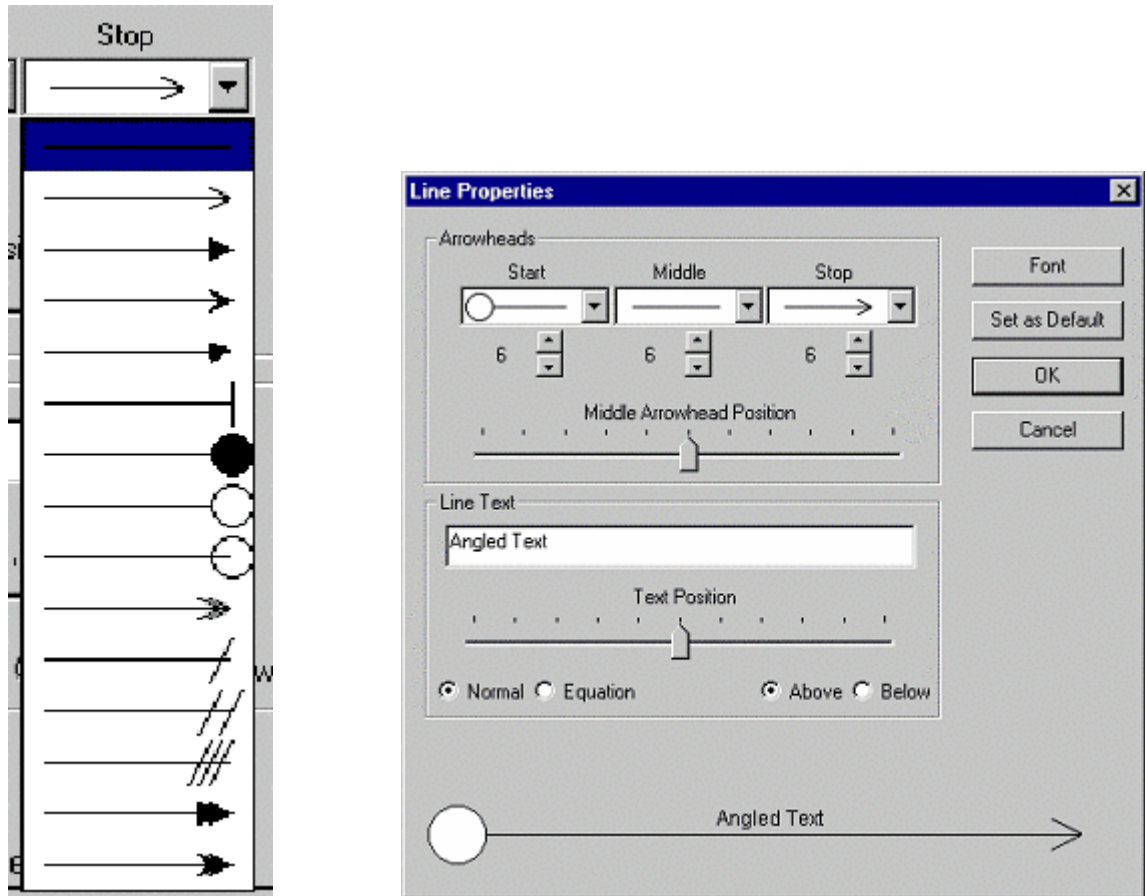 Stop
Line Properties
Arrowheads
Start Middle Stop
6 6 6
Middle Arrowhead Position
Line Text
Angled Text
Text Position
Normal Equation Above Below
Font
Set as Default
OK
Cancel
Angled Text